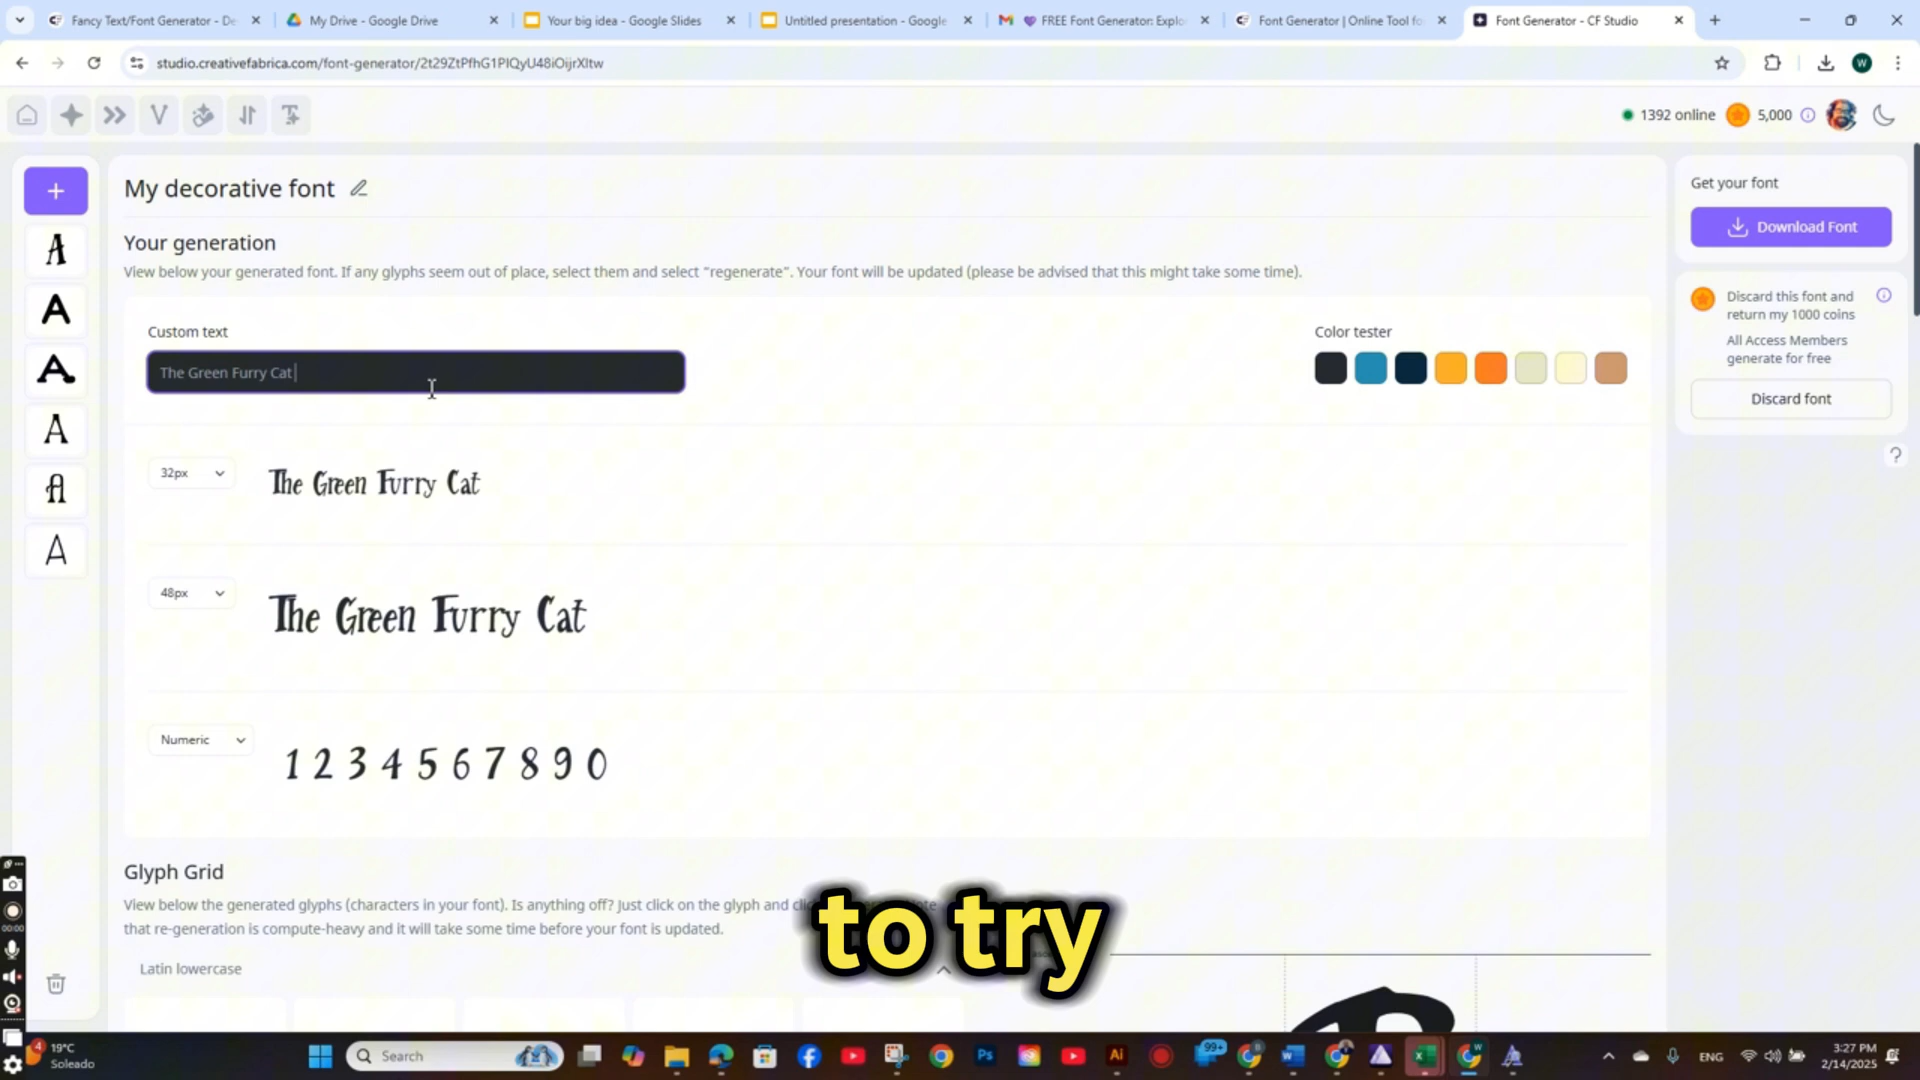 Fancy Text/Font Generator - De
My Drive - Google Drive
Your big idea - Google Slides
Untitled presentation - Google
FREE Font Generator: Explo
Font Generator | Online Tool fo
Font Generator - CF Studio
studio.creativefabrica.com/font-generator/2t29ZtPfhG1PIQyU48iOijrXltw
W
1392 online
5,000
My decorative font
Get your font
Download Font
Your generation
View below your generated font. If any glyphs seem out of place, select them and select "regenerate". Your font will be updated (please be advised that this might take some time).
A
A
A
A
A
A
Discard this font and
return my 1000 coins
All Access Members
generate for free
Discard font
?
Custom text
Color tester
The Green Furry Cat
32px
The Green Furry Cat
48px
The Green Furry Cat
Numeric
1 2 3 4 5 6 7 8 9 0
Glyph Grid
View below the generated glyphs (characters in your font). Is anything off? Just click on the glyph and
that re-generation is compute-heavy and it will take some time before your font is updated.
to try
Latin lowercase
00:00
4
19°C
Soleado
Search
Ps
Ai
99+
ENG
3:27 PM
2/14/2025